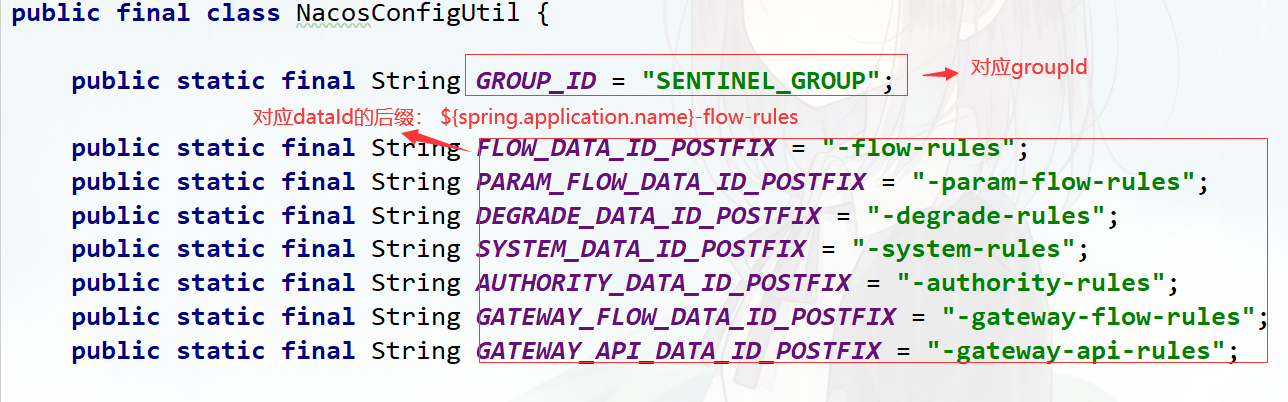 public final class NacosConfigUtil {
public static final String GROUP_ID = "SENTINEL_GROUP";
对应groupId
对应dataId的后缀： ${spring.application.name}-flow-rules
public static final String FLOW_DATA_ID_POSTFIX = "-flow-rules";
public static final String PARAM_FLOW_DATA_ID_POSTFIX = "-param-flow-rules";
public static final String DEGRADE_DATA_ID_POSTFIX = "-degrade-rules";
public static final String SYSTEM_DATA_ID_POSTFIX = "-system-rules";
public static final String AUTHORITY_DATA_ID_POSTFIX = "-authority-rules";
public static final String GATEWAY_FLOW_DATA_ID_POSTFIX = "-gateway-flow-rules";
public static final String GATEWAY_API_DATA_ID_POSTFIX = "-gateway-api-rules";